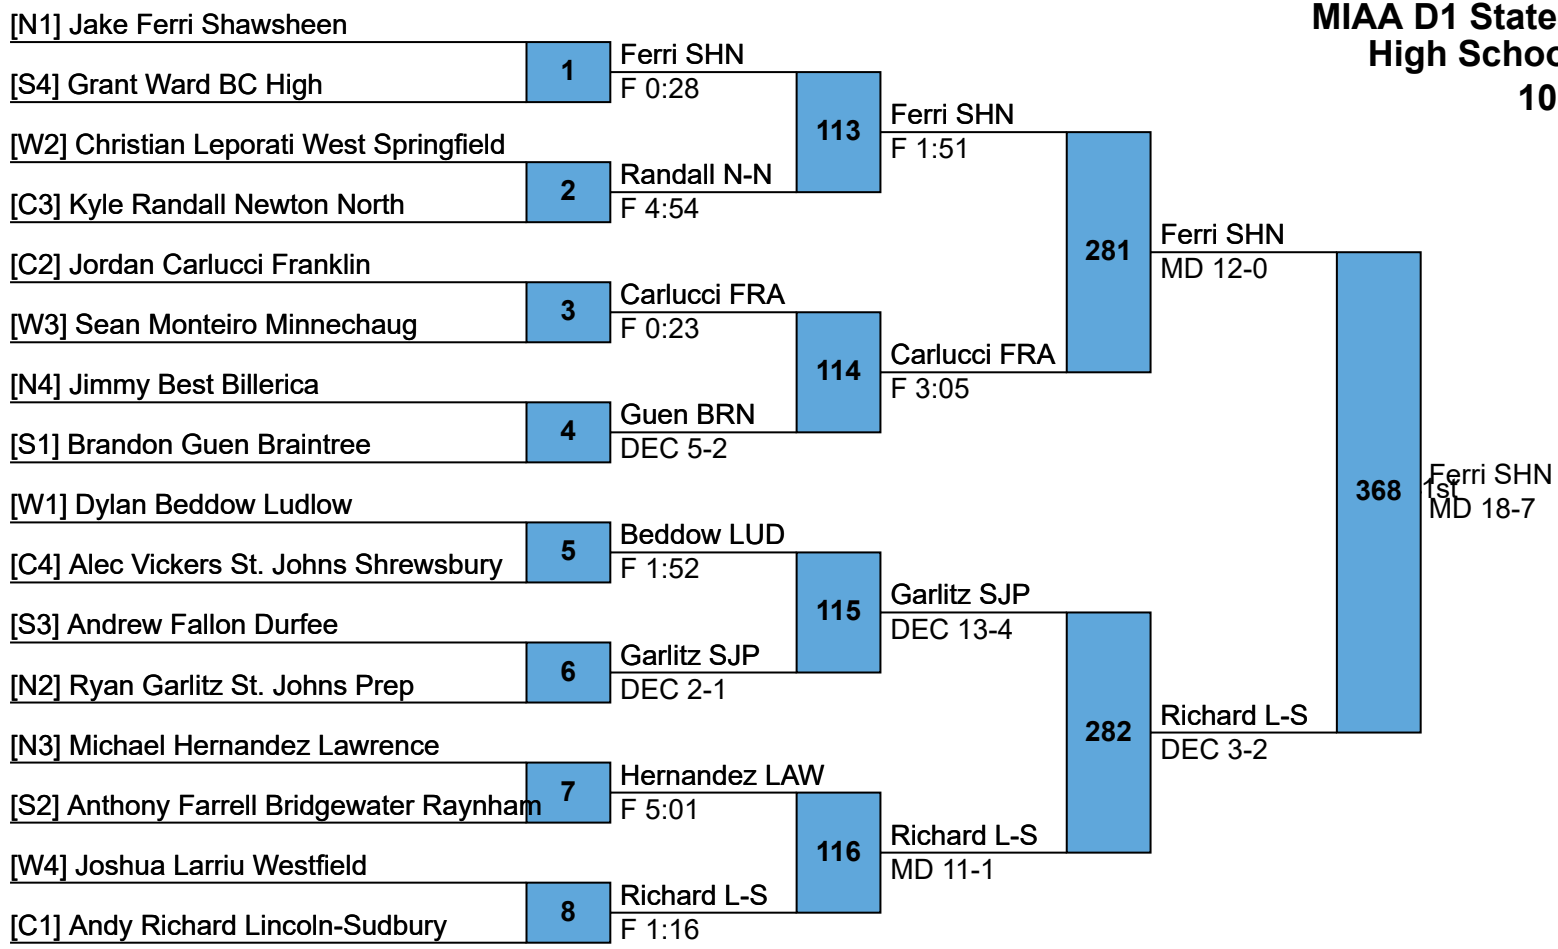 MIAA D1 State
High Schoo
10
[N1] Jake Ferri Shawsheen
[S4] Grant Ward BC High
[W2] Christian Leporati West Springfield
[C3] Kyle Randall Newton North
[C2] Jordan Carlucci Franklin
[W3] Sean Monteiro Minnechaug
[N4] Jimmy Best Billerica
[S1] Brandon Guen Braintree
[W1] Dylan Beddow Ludlow
[C4] Alec Vickers St. Johns Shrewsbury
[S3] Andrew Fallon Durfee
[N2] Ryan Garlitz St. Johns Prep
[N3] Michael Hernandez Lawrence
[S2] Anthony Farrell Bridgewater Raynham
[W4] Joshua Larriu Westfield
[C1] Andy Richard Lincoln-Sudbury
1
2
3
4
5
6
7
8
Ferri SHN
F 0:28
Randall N-N
F 4:54
Carlucci FRA
F 0:23
Guen BRN
DEC 5-2
Beddow LUD
F 1:52
Garlitz SJP
DEC 2-1
Hernandez LAW
F 5:01
Richard L-S
F 1:16
113
114
115
116
Ferri SHN
F 1:51
Carlucci FRA
F 3:05
Garlitz SJP
DEC 13-4
Richard L-S
MD 11-1
281
282
Ferri SHN
MD 12-0
Richard L-S
DEC 3-2
368
Ferri SHN
1st
MD 18-7